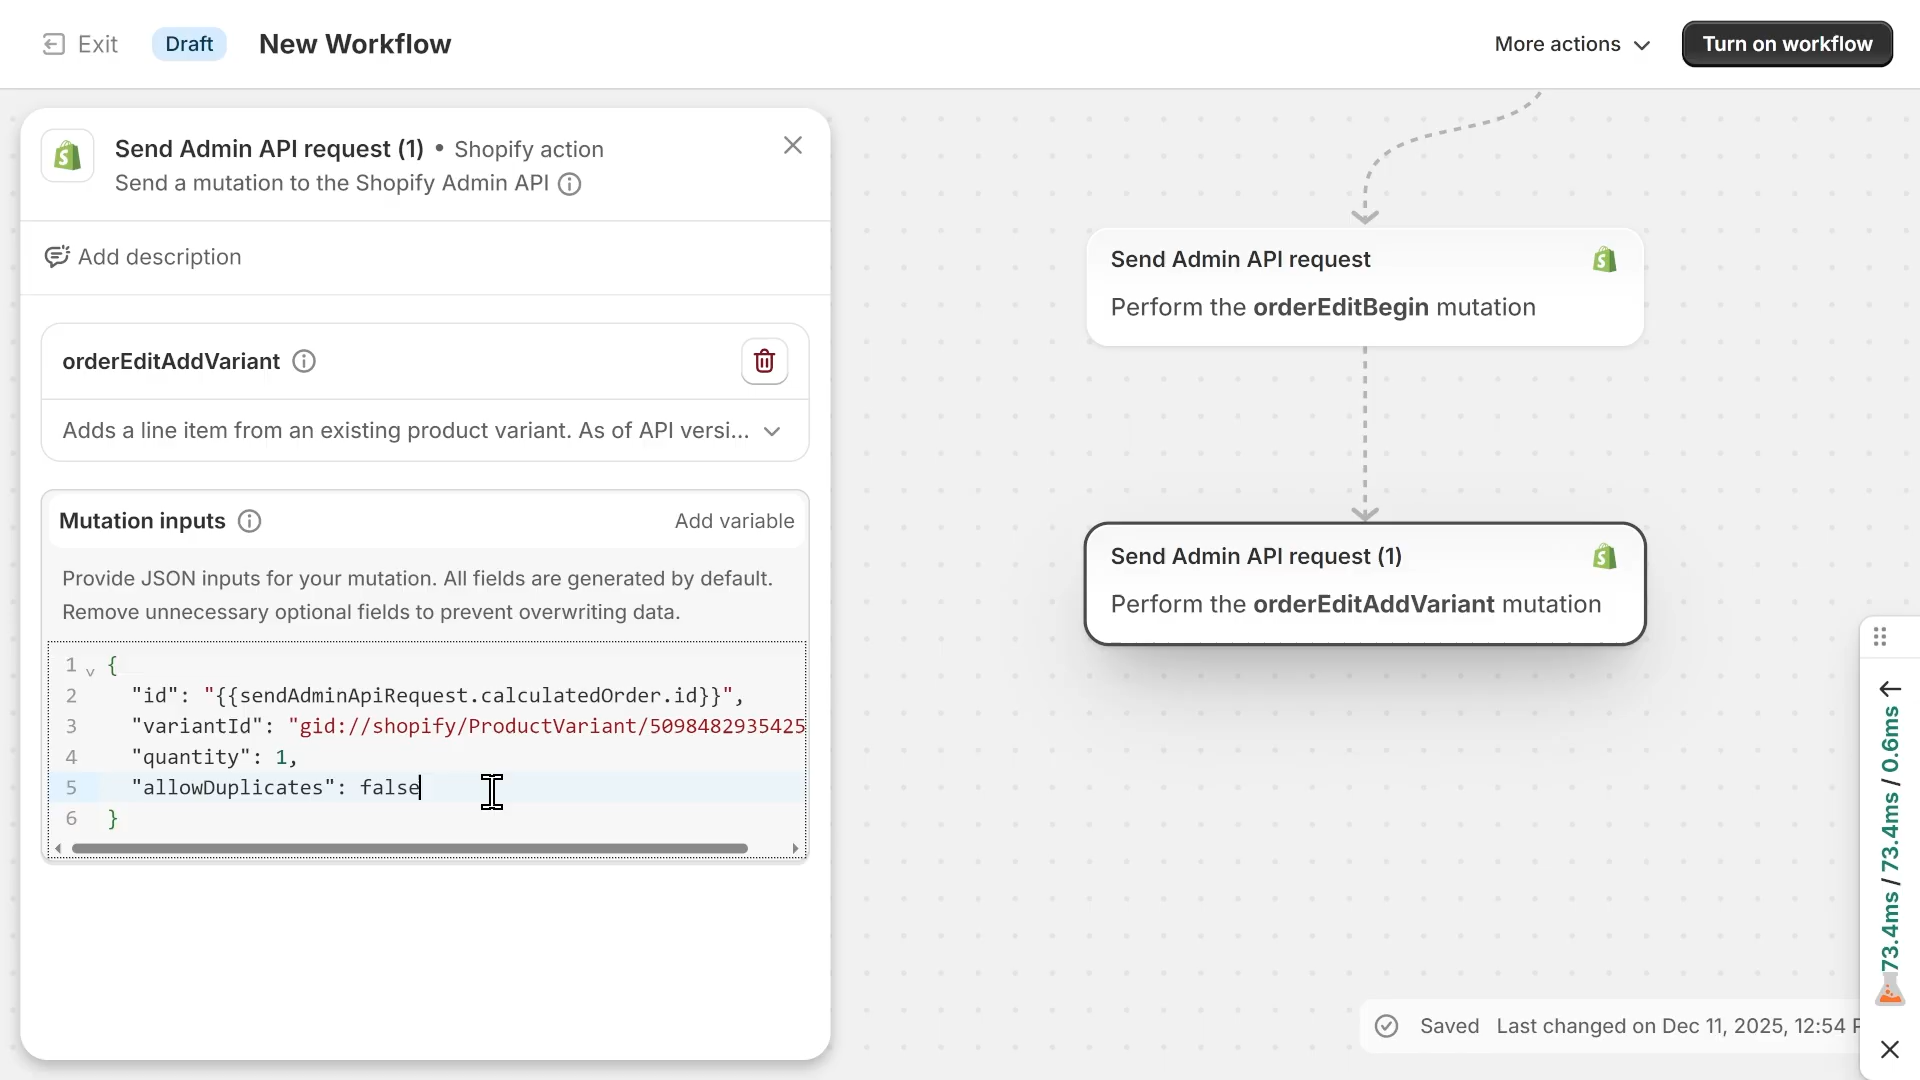 Exit
Draft
New Workflow
More actions
Turn on workflow
Send Admin API request (1) • Shopify action
Send a mutation to the Shopify Admin API
Add description
orderEditAddVariant
Adds a line item from an existing product variant. As of API versi...
Mutation inputs
Add variable
Provide JSON inputs for your mutation. All fields are generated by default.
Remove unnecessary optional fields to prevent overwriting data.
1 {
2 "id": "{{sendAdminApiRequest.calculatedOrder.id}}",
3 "variantId": "gid://shopify/ProductVariant/5098482935425
4 "quantity": 1,
5 "allowDuplicates": false
6 }
Send Admin API request
Perform the orderEditBegin mutation
Send Admin API request (1)
Perform the orderEditAddVariant mutation
73.4ms / 73.4ms / 0.6ms
Saved Last changed on Dec 11, 2025, 12:54